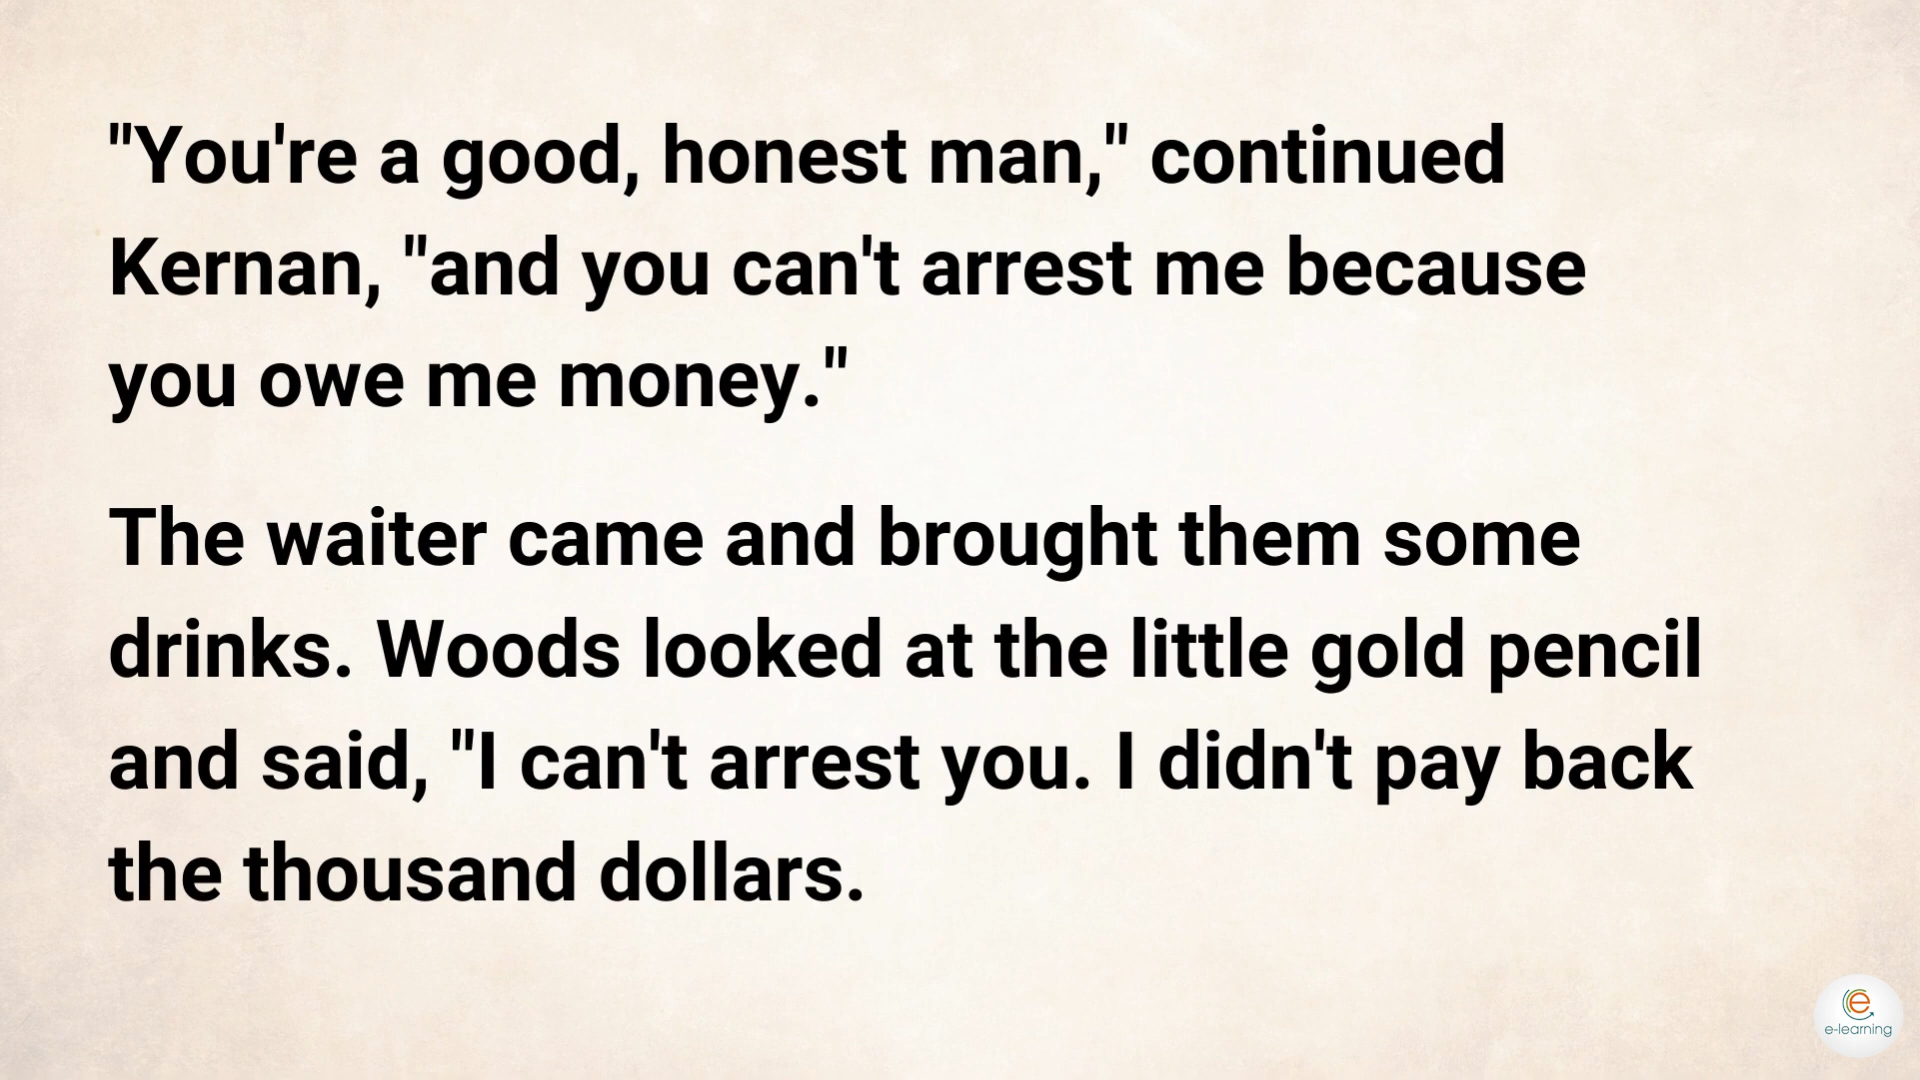 "You're a good, honest man," continued
Kernan, "and you can't arrest me because
you owe me money."
The waiter came and brought them some
drinks. Woods looked at the little gold pencil
and said, "I can't arrest you. I didn't pay back
the thousand dollars.
e
e-learning